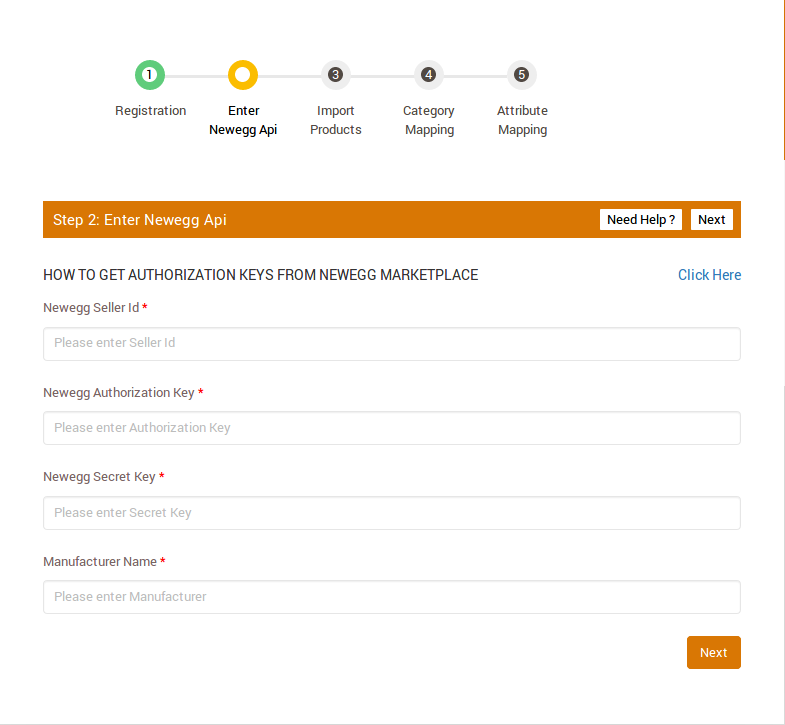 1
3
4
5
Registration
Enter
Newegg Api
Import
Products
Category
Mapping
Attribute
Mapping
Step 2: Enter Newegg Api
Need Help ?
Next
HOW TO GET AUTHORIZATION KEYS FROM NEWEGG MARKETPLACE
Click Here
Newegg Seller Id *
Please enter Seller Id
Newegg Authorization Key *
Please enter Authorization Key
Newegg Secret Key *
Please enter Secret Key
Manufacturer Name *
Please enter Manufacturer
Next